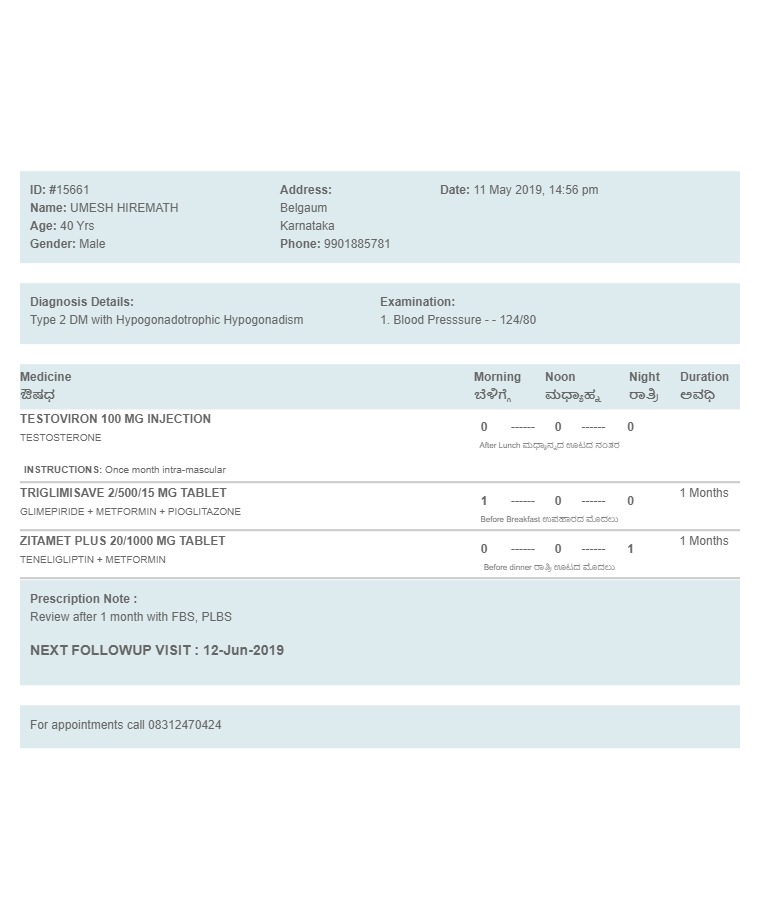 ID: #15661
Name: UMESH HIREMATH
Age: 40 Yrs
Gender: Male
Address:
Belgaum
Karnataka
Phone: 9901885781
Date: 11 May 2019, 14:56 pm
Diagnosis Details:
Type 2 DM with Hypogonadotrophic Hypogonadism
Examination:
1. Blood Presssure - - 124/80
Medicine Morning Noon Night Duration
ಔಷಧ ಬೆಳಿಗ್ಗೆ ಮಧ್ಯಾಹ್ನ ರಾತ್ರಿ ಅವಧಿ
TESTOVIRON 100 MG INJECTION
TESTOSTERONE
0 ------ 0 ------ 0
After Lunch ಮಧ್ಯಾನ್ನದ ಊಟದ ನಂತರ
INSTRUCTIONS: Once month intra-mascular
TRIGLIMISAVE 2/500/15 MG TABLET
GLIMEPIRIDE + METFORMIN + PIOGLITAZONE
1 ------ 0 ------ 0
Before Breakfast ಉಪಹಾರದ ಮೊದಲು
1 Months
ZITAMET PLUS 20/1000 MG TABLET
TENELIGLIPTIN + METFORMIN
0 ------ 0 ------ 1
Before dinner ರಾತ್ರಿ ಊಟದ ಮೊದಲು
1 Months
Prescription Note :
Review after 1 month with FBS, PLBS
NEXT FOLLOWUP VISIT : 12-Jun-2019
For appointments call 08312470424